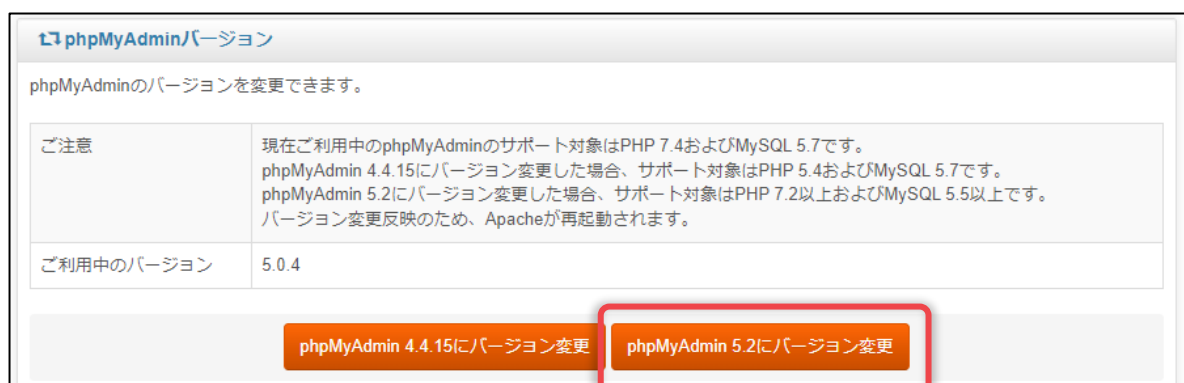 phpMyAdminバージョン
phpMyAdminのバージョンを変更できます。
ご注意
現在ご利用中のphpMyAdminのサポート対象はPHP 7.4およびMySQL 5.7です。
phpMyAdmin 4.4.15にバージョン変更した場合、サポート対象はPHP 5.4およびMySQL 5.7です。
phpMyAdmin 5.2にバージョン変更した場合、サポート対象はPHP 7.2以上およびMySQL 5.5以上です。
バージョン変更反映のため、Apacheが再起動されます。
ご利用中のバージョン
5.0.4
phpMyAdmin 4.4.15にバージョン変更
phpMyAdmin 5.2にバージョン変更